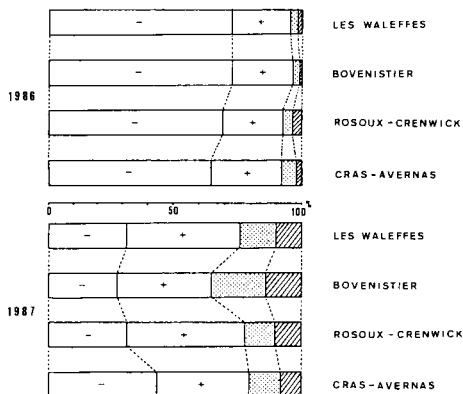 - + LES WALEFFES
- + BOVENISTIER
1986
- + ROSOUX-CRENWICK
- + CRAS-AVERNAS
0 50 100 %
- + LES WALEFFES
- + BOVENISTIER
1987
- + ROSOUX-CRENWICK
- + CRAS-AVERNAS